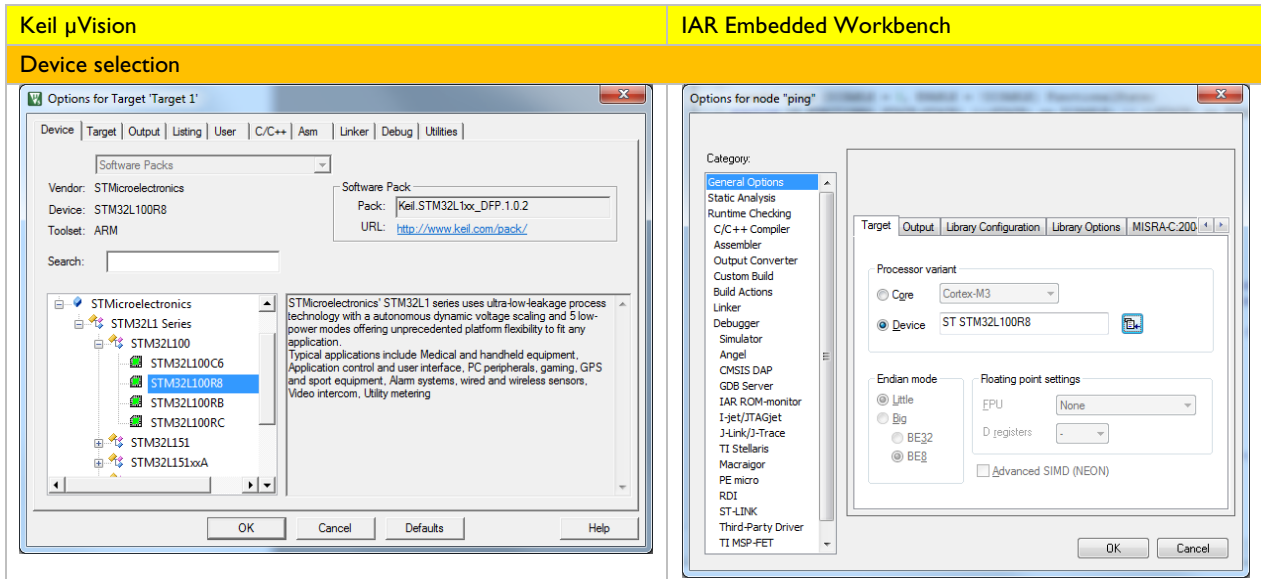 Keil µVision
IAR Embedded Workbench
Device selection
Options for Target 'Target 1'
Device Target Output Listing User C/C++ Asm Linker Debug Utilities
Software Packs
Vendor: STMicroelectronics
Device: STM32L100R8
Toolset: ARM
Software Pack
Pack: Keil.STM32L1xx_DFP.1.0.2
URL: http://www.keil.com/pack/
Search:
STMicroelectronics
STM32L1 Series
STM32L100
STM32L100C6
STM32L100R8
STM32L100RB
STM32L100RC
STM32L151
STM32L151xxA
STMicroelectronics' STM32L1 series uses ultra-low-leakage process
technology with a autonomous dynamic voltage scaling and 5 low-
power modes offering unprecedented platform flexibility to fit any
application.
Typical applications include Medical and handheld equipment,
Application control and user interface, PC peripherals, gaming, GPS
and sport equipment, Alarm systems, wired and wireless sensors,
Video intercom, Utility metering
OK Cancel Defaults Help
Options for node "ping"
Category:
General Options
Static Analysis
Runtime Checking
C/C++ Compiler
Assembler
Output Converter
Custom Build
Build Actions
Linker
Debugger
Simulator
Angel
CMSIS DAP
GDB Server
IAR ROM-monitor
I-jet/JTAGjet
J-Link/J-Trace
TI Stellaris
Macraigor
PE micro
RDI
ST-LINK
Third-Party Driver
TI MSP-FET
Target Output Library Configuration Library Options MISRA-C:200
Processor variant
Core Cortex-M3
Device ST STM32L100R8
Endian mode
Little
Big
BE32
BE8
Floating point settings
FPU None
D registers -
Advanced SIMD (NEON)
OK Cancel